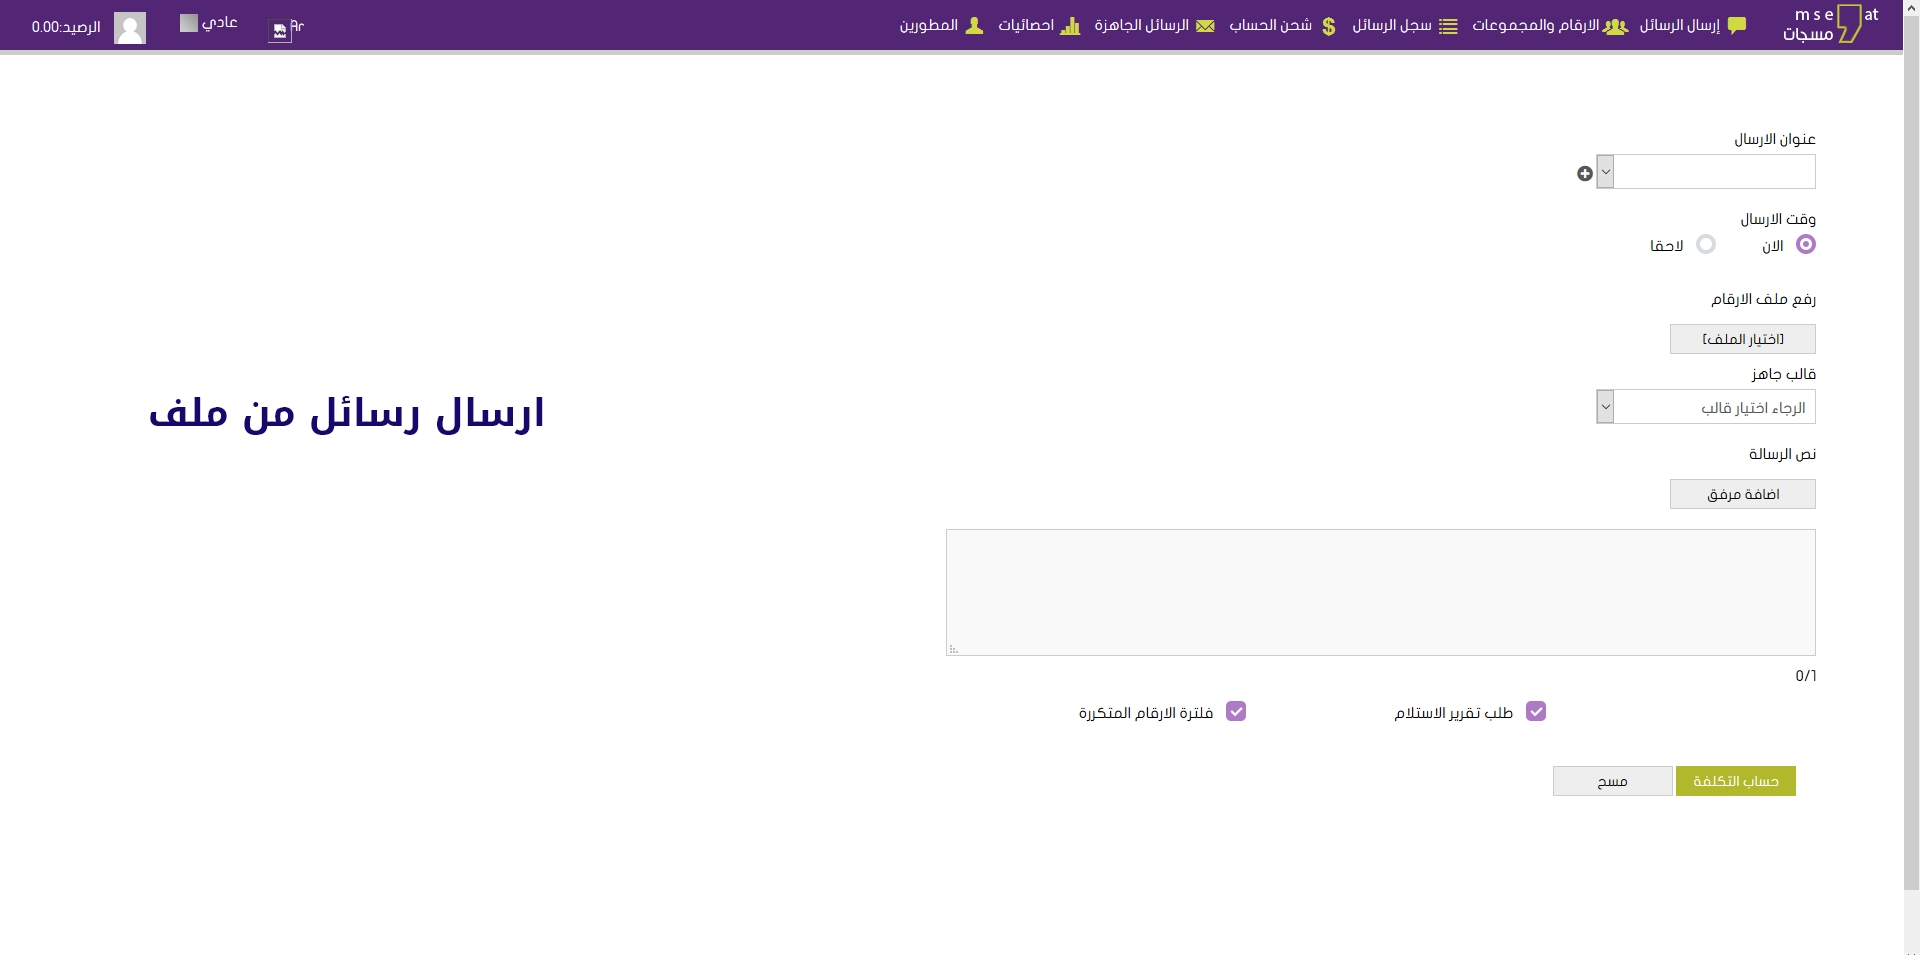 mse at
مسجات
إرسال الرسائل
الارقام والمجموعات
سجل الرسائل
شحن الحساب
الرسائل الجاهزة
احصائيات
المطورين
Ar
عادي
الرصيد:0.00
عنوان الارسال
وقت الارسال
الان
لاحقا
رفع ملف الارقام
[اختيار الملف]
قالب جاهز
الرجاء اختيار قالب
ارسال رسائل من ملف
نص الرسالة
اضافة مرفق
0/1
طلب تقرير الاستلام
فلترة الارقام المتكررة
حساب التكلفة
مسح